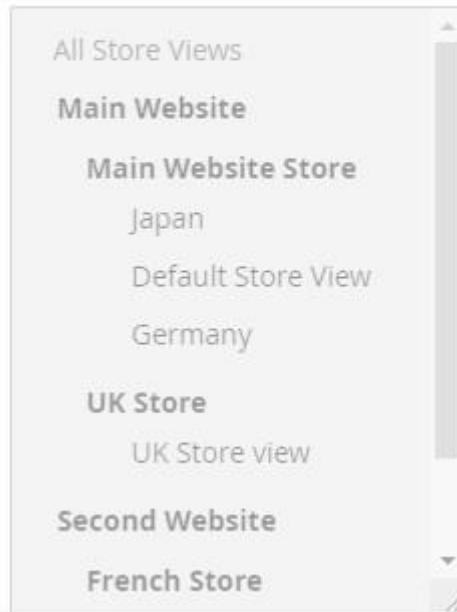 All Store Views
Main Website
Main Website Store
Japan
Default Store View
Germany
UK Store
UK Store view
Second Website
French Store